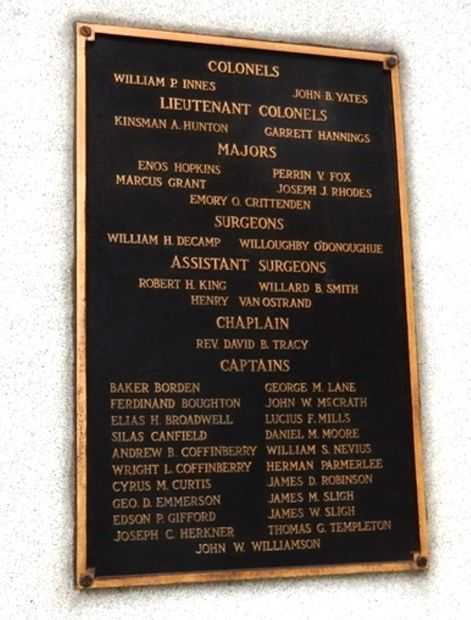 COLONELS
WILLIAM P. INNES JOHN B. YATES
LIEUTENANT COLONELS
KINSMAN A. HUNTON GARRETT HANNINGS
MAJORS
ENOS HOPKINS PERRIN V. FOX
MARCUS GRANT JOSEPH J. RHODES
EMORY O. CRITTENDEN
SURGEONS
WILLIAM H. DECAMP WILLOUGHBY O'DONOUGHUE
ASSISTANT SURGEONS
ROBERT H. KING WILLARD B. SMITH
HENRY VAN OSTRAND
CHAPLAIN
REV. DAVID B. TRACY
CAPTAINS
BAKER BORDEN GEORGE M. LANE
FERDINAND BOUGHTON JOHN W. McCRATH
ELIAS H. BROADWELL LUCIUS F. MILLS
SILAS CANFIELD DANIEL M. MOORE
ANDREW B. COFFINBERRY WILLIAM S. NEVIUS
WRIGHT L. COFFINBERRY HERMAN PARMERLEE
CYRUS M. CURTIS JAMES D. ROBINSON
GEO. D. EMMERSON JAMES M. SLIGH
EDSON P. GIFFORD JAMES W. SLIGH
JOSEPH C. HERKNER THOMAS G. TEMPLETON
JOHN W. WILLIAMSON